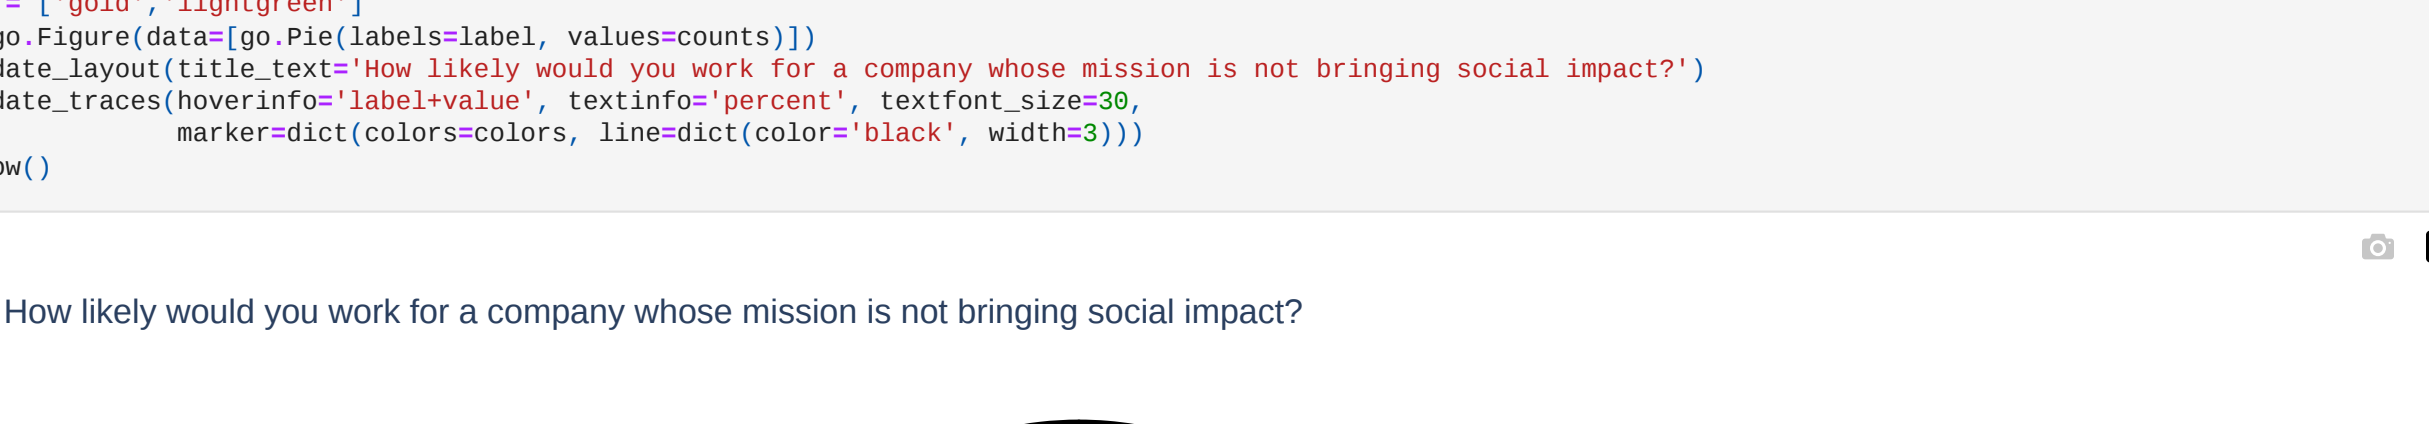 = ['gold','lightgreen']
go.Figure(data=[go.Pie(labels=label, values=counts)])
date_layout(title_text='How likely would you work for a company whose mission is not bringing social impact?')
date_traces(hoverinfo='label+value', textinfo='percent', textfont_size=30,
marker=dict(colors=colors, line=dict(color='black', width=3)))
ow()
How likely would you work for a company whose mission is not bringing social impact?